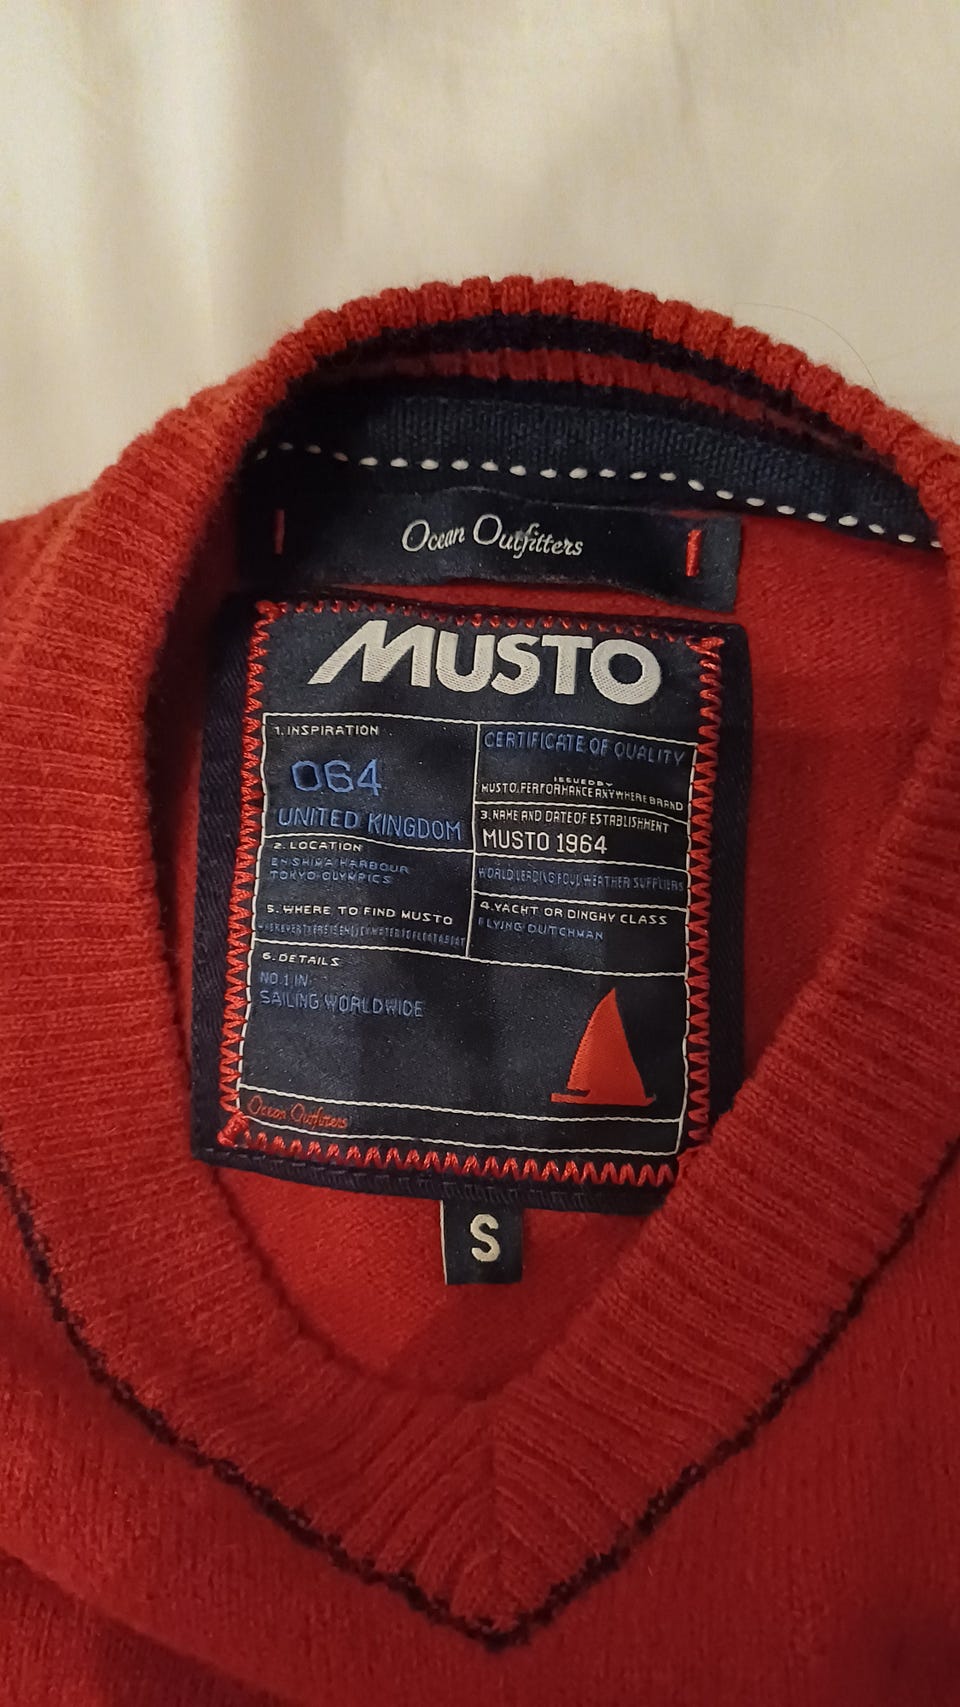 Ocean Outfitters
MUSTO
1. INSPIRATION
064
UNITED KINGDOM
CERTIFICATE OF QUALITY
ISSUED BY
MUSTO. PERFORMANCE ANYWHERE BRAND
3. NAME AND DATE OF ESTABLISHMENT
MUSTO 1964
2. LOCATION
ENSHIMA HARBOUR
TOKYO OLYMPICS
WORLD LEADING FOUL WEATHER SUPPLIERS
5. WHERE TO FIND MUSTO
4. YACHT OR DINGHY CLASS
FLYING DUTCHMAN
6. DETAILS
NO.1 IN
SAILING WORLDWIDE
Ocean Outfitters
S